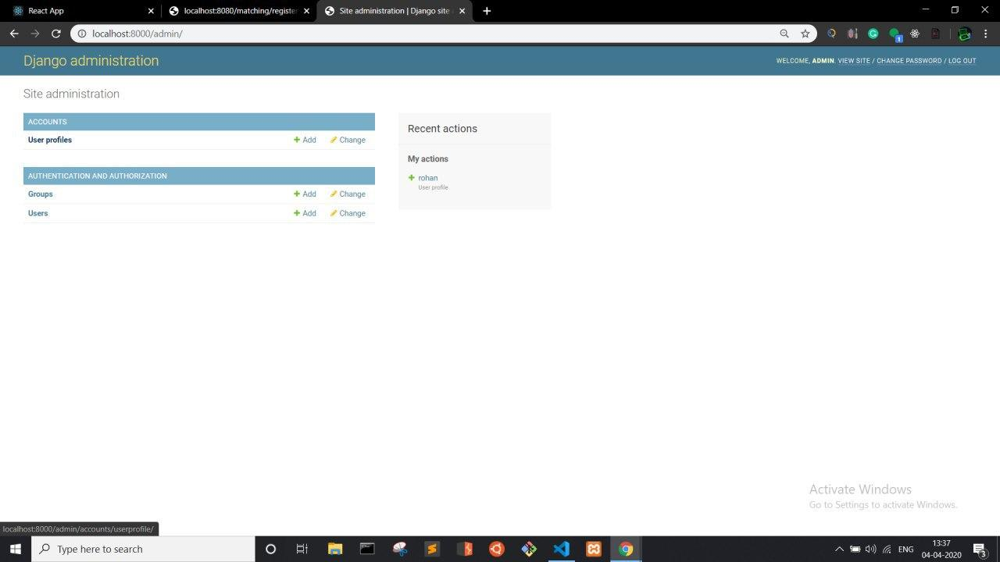 React App
localhost:8080/matching/register
Site administration | Django site
localhost:8000/admin/
1
Django administration
WELCOME, ADMIN. VIEW SITE / CHANGE PASSWORD / LOG OUT
Site administration
ACCOUNTS
User profiles Add Change
AUTHENTICATION AND AUTHORIZATION
Groups Add Change
Users Add Change
Recent actions
My actions
rohan
User profile
Activate Windows
Go to Settings to activate Windows.
localhost:8000/admin/accounts/userprofile/
Type here to search
ENG
13:37
04-04-2020
3